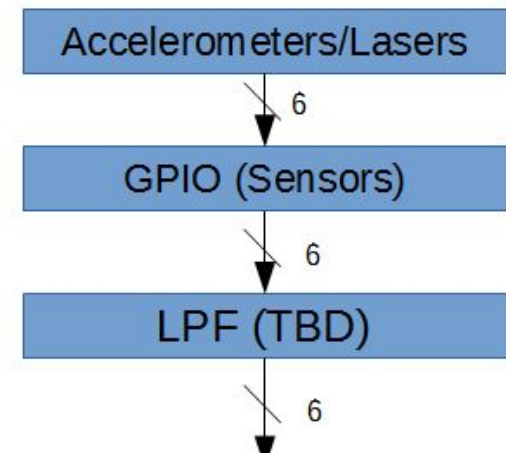 Accelerometers/Lasers
6
GPIO (Sensors)
6
LPF (TBD)
6